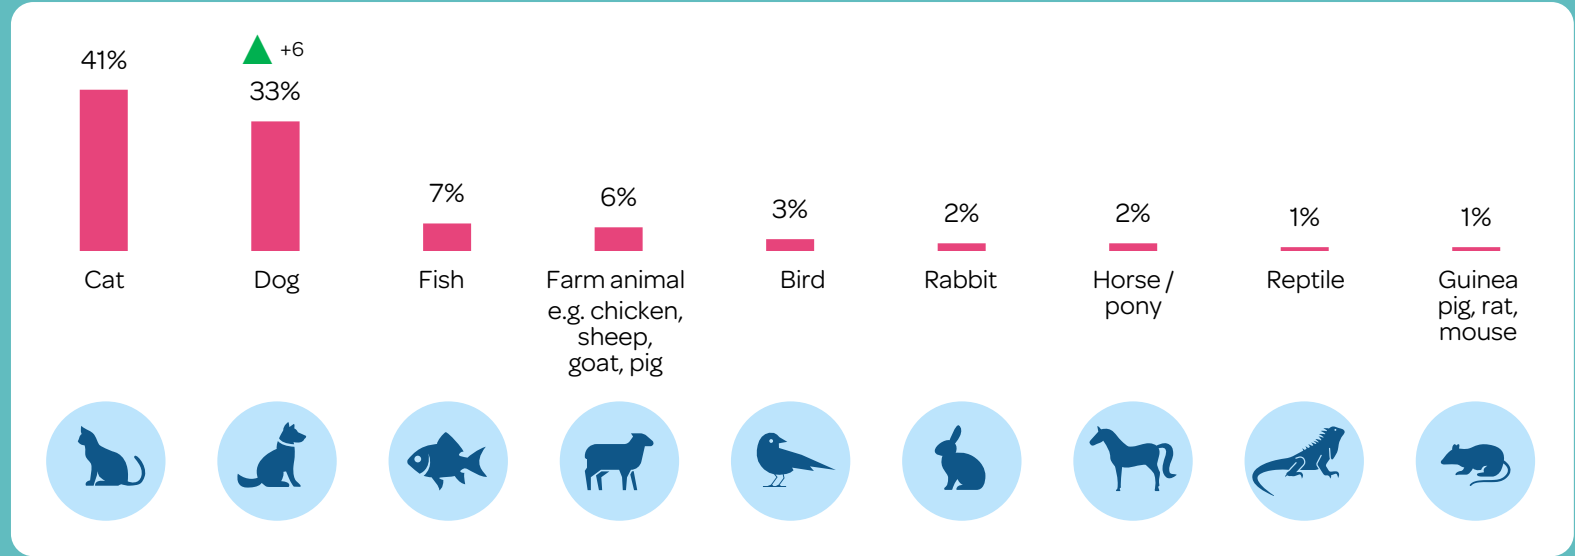 +6
41%
33%
7%
6%
3%
2%
2%
1%
1%
Cat
Dog
Fish
Farm animal
e.g. chicken,
sheep,
goat, pig
Bird
Rabbit
Horse /
pony
Reptile
Guinea
pig, rat,
mouse